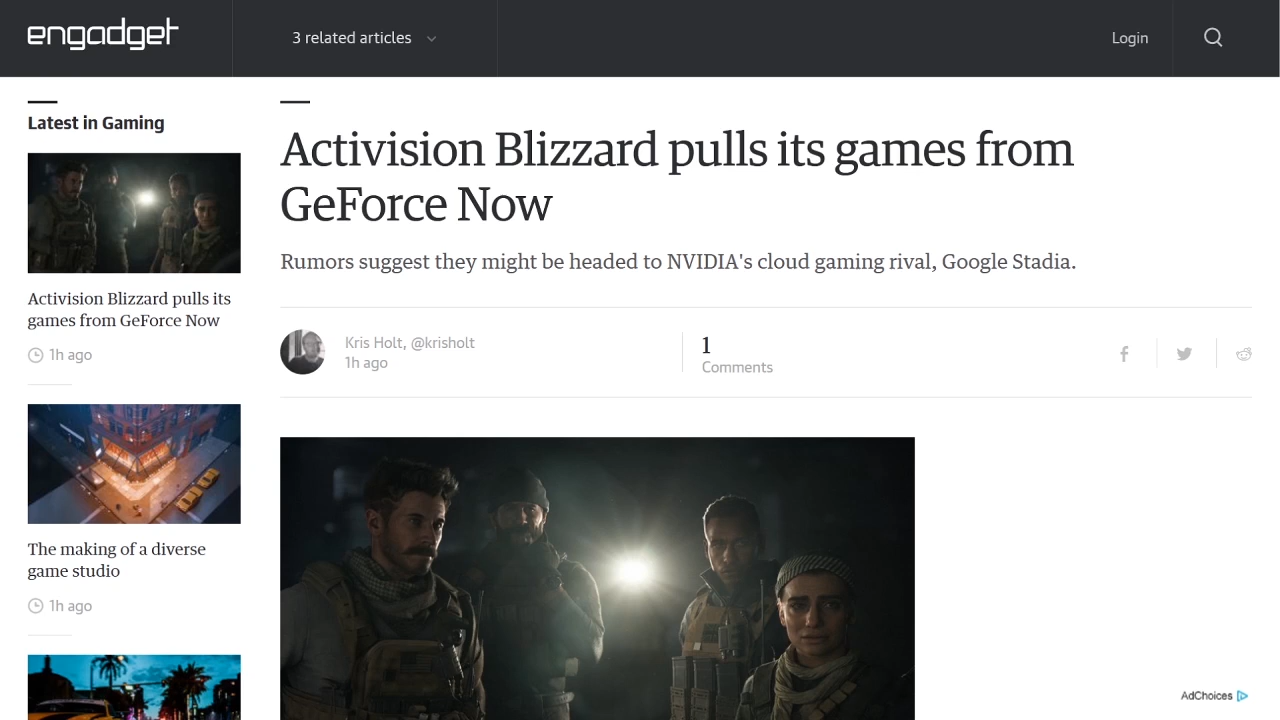 engadget
3 related articles
Login
Latest in Gaming
Activision Blizzard pulls its
games from GeForce Now
1h ago
The making of a diverse
game studio
1h ago
Activision Blizzard pulls its games from
GeForce Now
Rumors suggest they might be headed to NVIDIA's cloud gaming rival, Google Stadia.
Kris Holt, @krisholt
1h ago
1
Comments
AdChoices